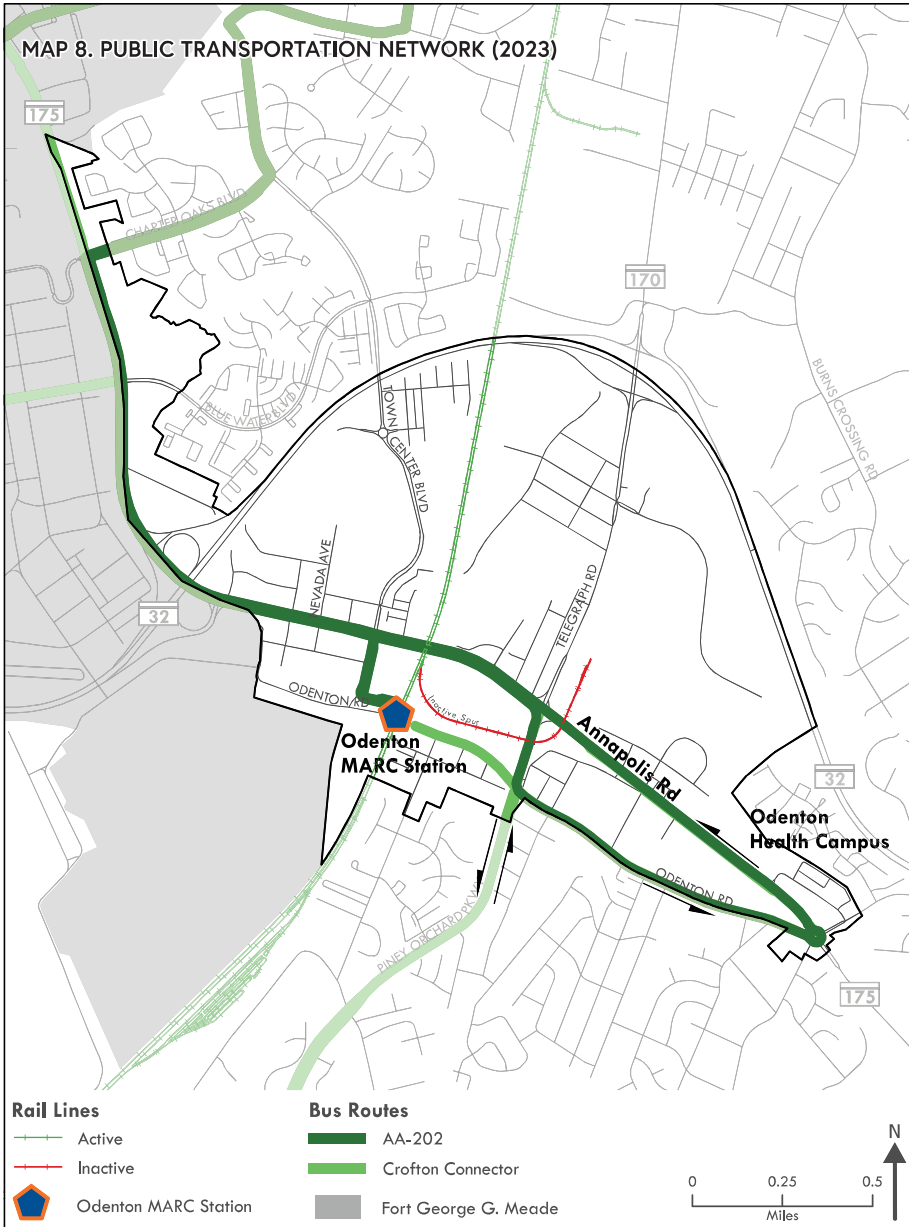 MAP 8. PUBLIC TRANSPORTATION NETWORK (2023)
175
CHARTER OAKS BLVD
170
BURNS CROSSING RD
BLUE WATER BLVD
TOWN CENTER BLVD
NEVADA AVE
TELEGRAPH RD
32
ODENTON RD
Inactive Spur
Odenton
MARC Station
Annapolis Rd
32
Odenton
Health Campus
ODENTON RD
PINEY ORCHARD PKWY
175
Rail Lines
Active
Inactive
Odenton MARC Station
Bus Routes
AA-202
Crofton Connector
Fort George G. Meade
N
0 0.25 0.5
Miles